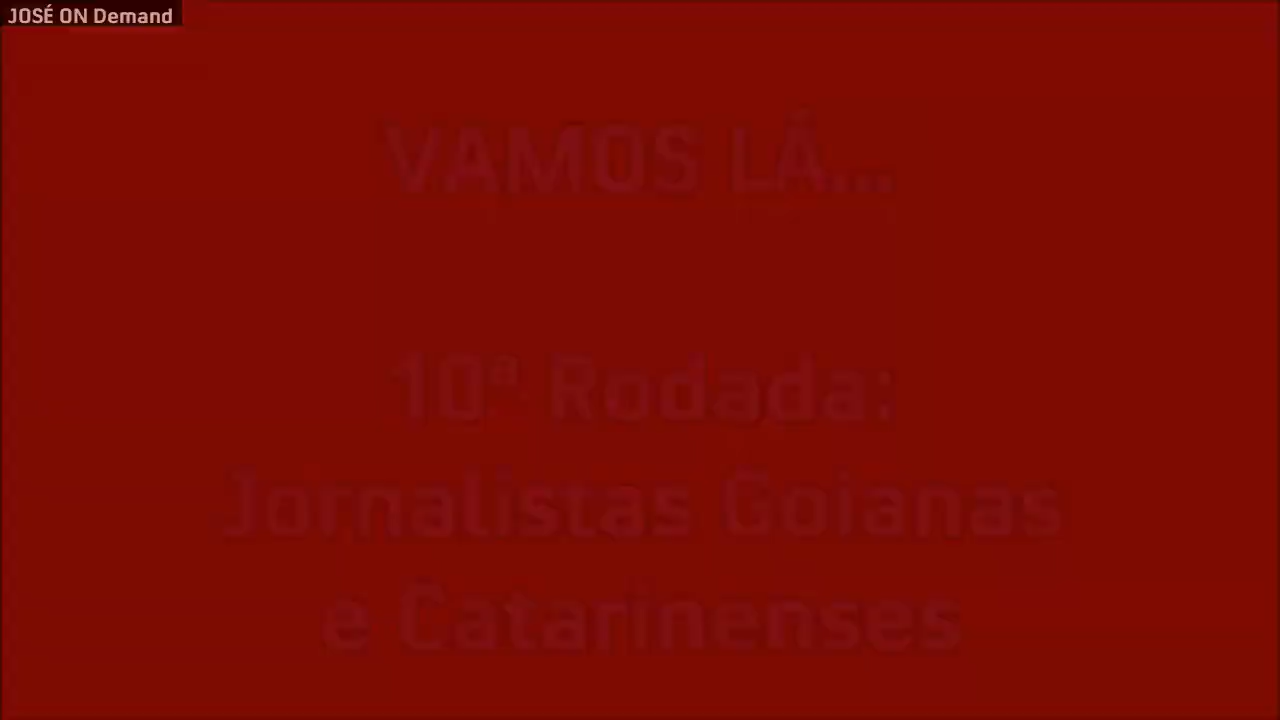 JOSÉ ON Demand
VAMOS LÁ...
10ª Rodada:
Jornalistas Goianas
e Catarinenses